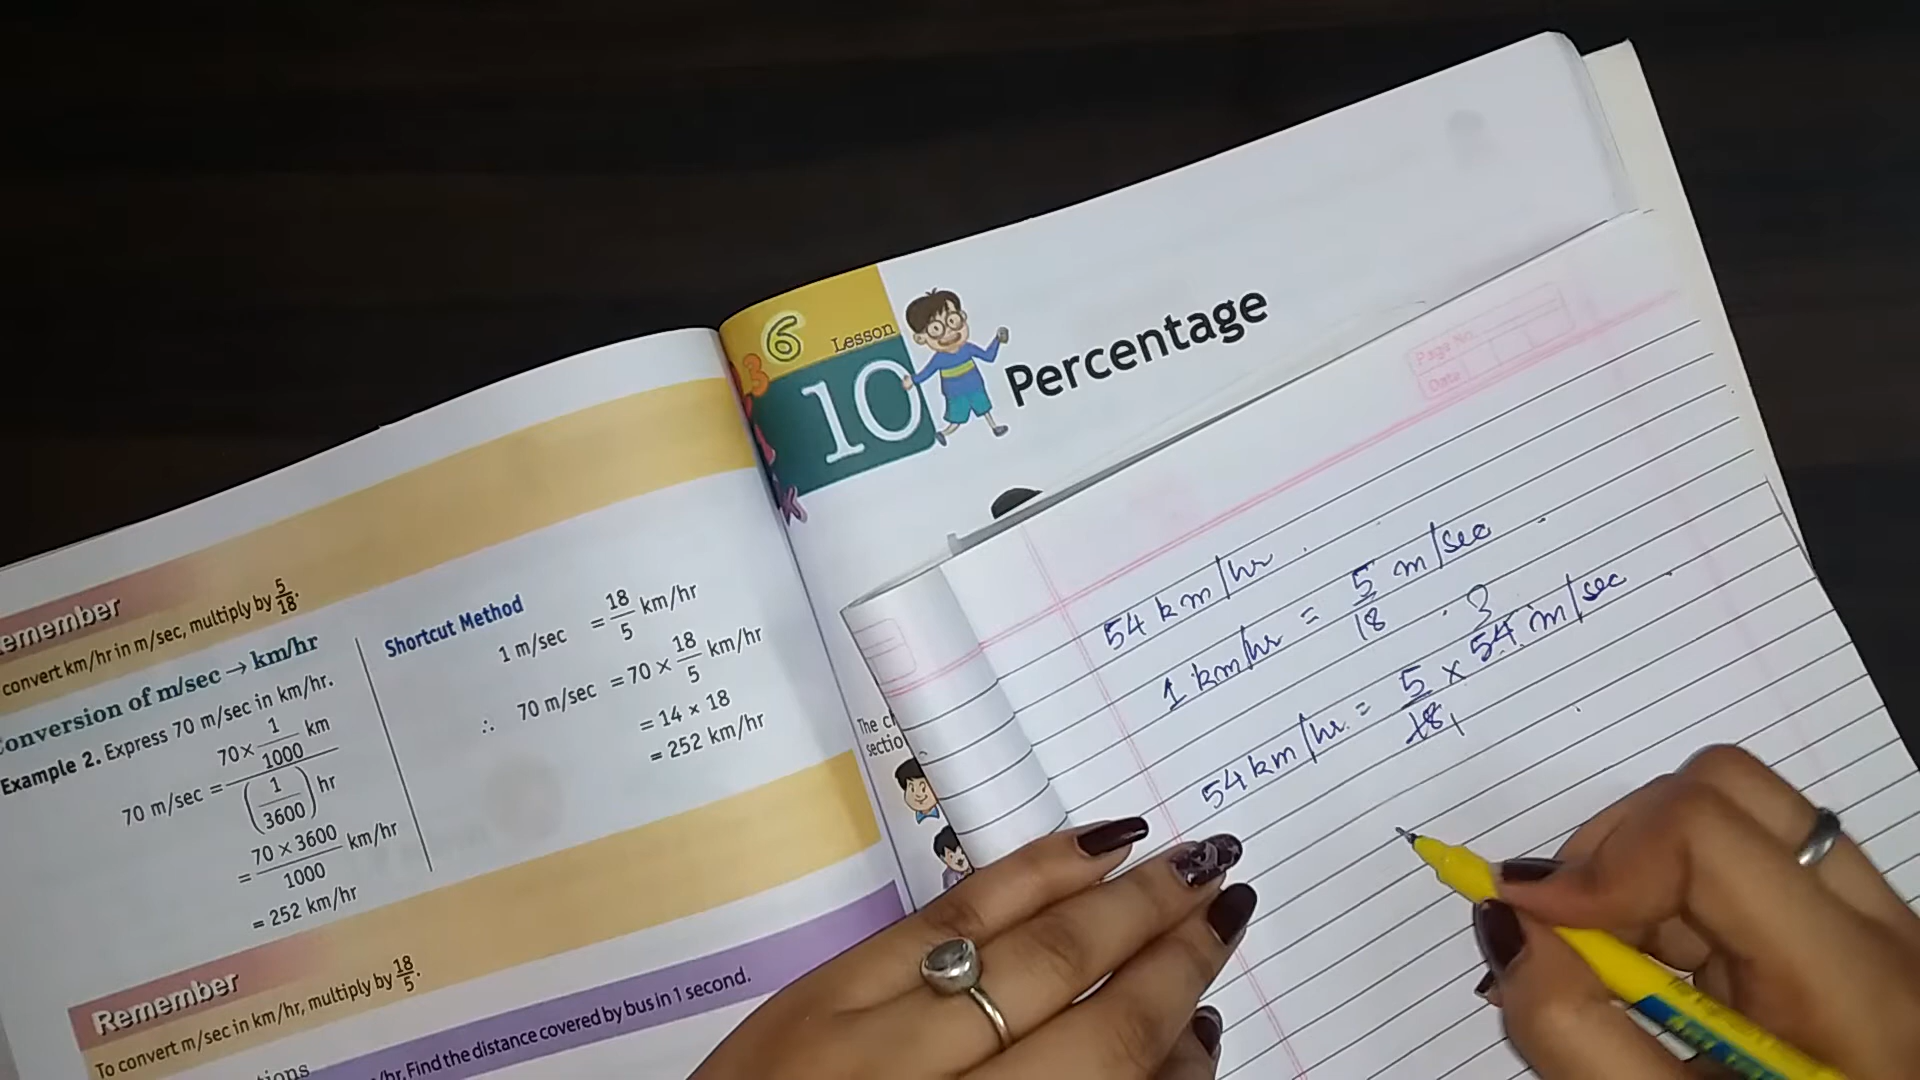 6 Lesson
3
10
Percentage
x
convert km/hr in m/sec, multiply by 5/18.
Conversion of m/sec → km/hr
Example 2. Express 70 m/sec in km/hr.
70 m/sec = (70 × 1/1000 km) / (1/3600) hr
= (70 × 3600)/1000 km/hr
= 252 km/hr
Shortcut Method
1 m/sec = 18/5 km/hr
∴ 70 m/sec = 70 × 18/5 km/hr
= 14 × 18
= 252 km/hr
Remember
To convert m/sec in km/hr, multiply by 18/5.
/hr. Find the distance covered by bus in 1 second.
The
Page No.
Date
54 km/hr.
1 km/hr = 5/18 m/sec.
3
54 km/hr. = 5/18 × 54 m/sec.
1